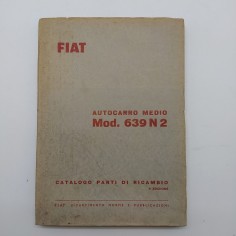 FIAT
AUTOCARRO MEDIO
Mod. 639 N 2
CATALOGO PARTI DI RICAMBIO